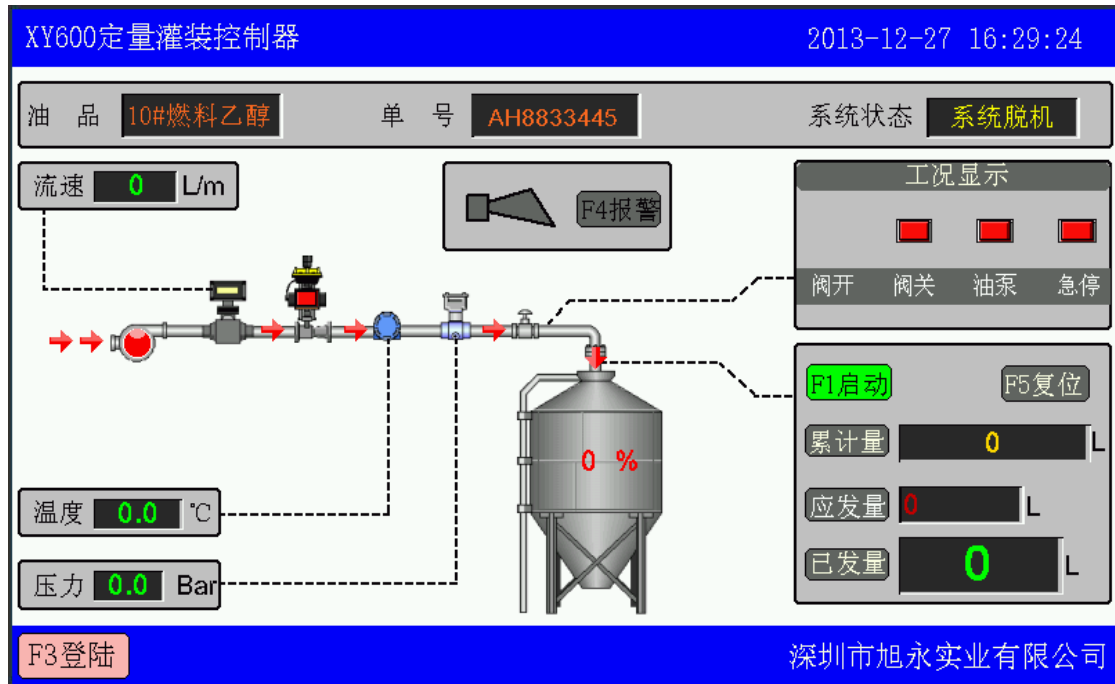 XY600定量灌装控制器 2013-12-27 16:29:24
油 品 10#燃料乙醇 单 号 AH8833445 系统状态 系统脱机
流速 0 L/m
F4报警
工况显示
阀开 阀关 油泵 急停
F1启动 F5复位
累计量 0 L
0 %
应发量 0 L
已发量 0 L
温度 0.0 ℃
压力 0.0 Bar
F3登陆 深圳市旭永实业有限公司